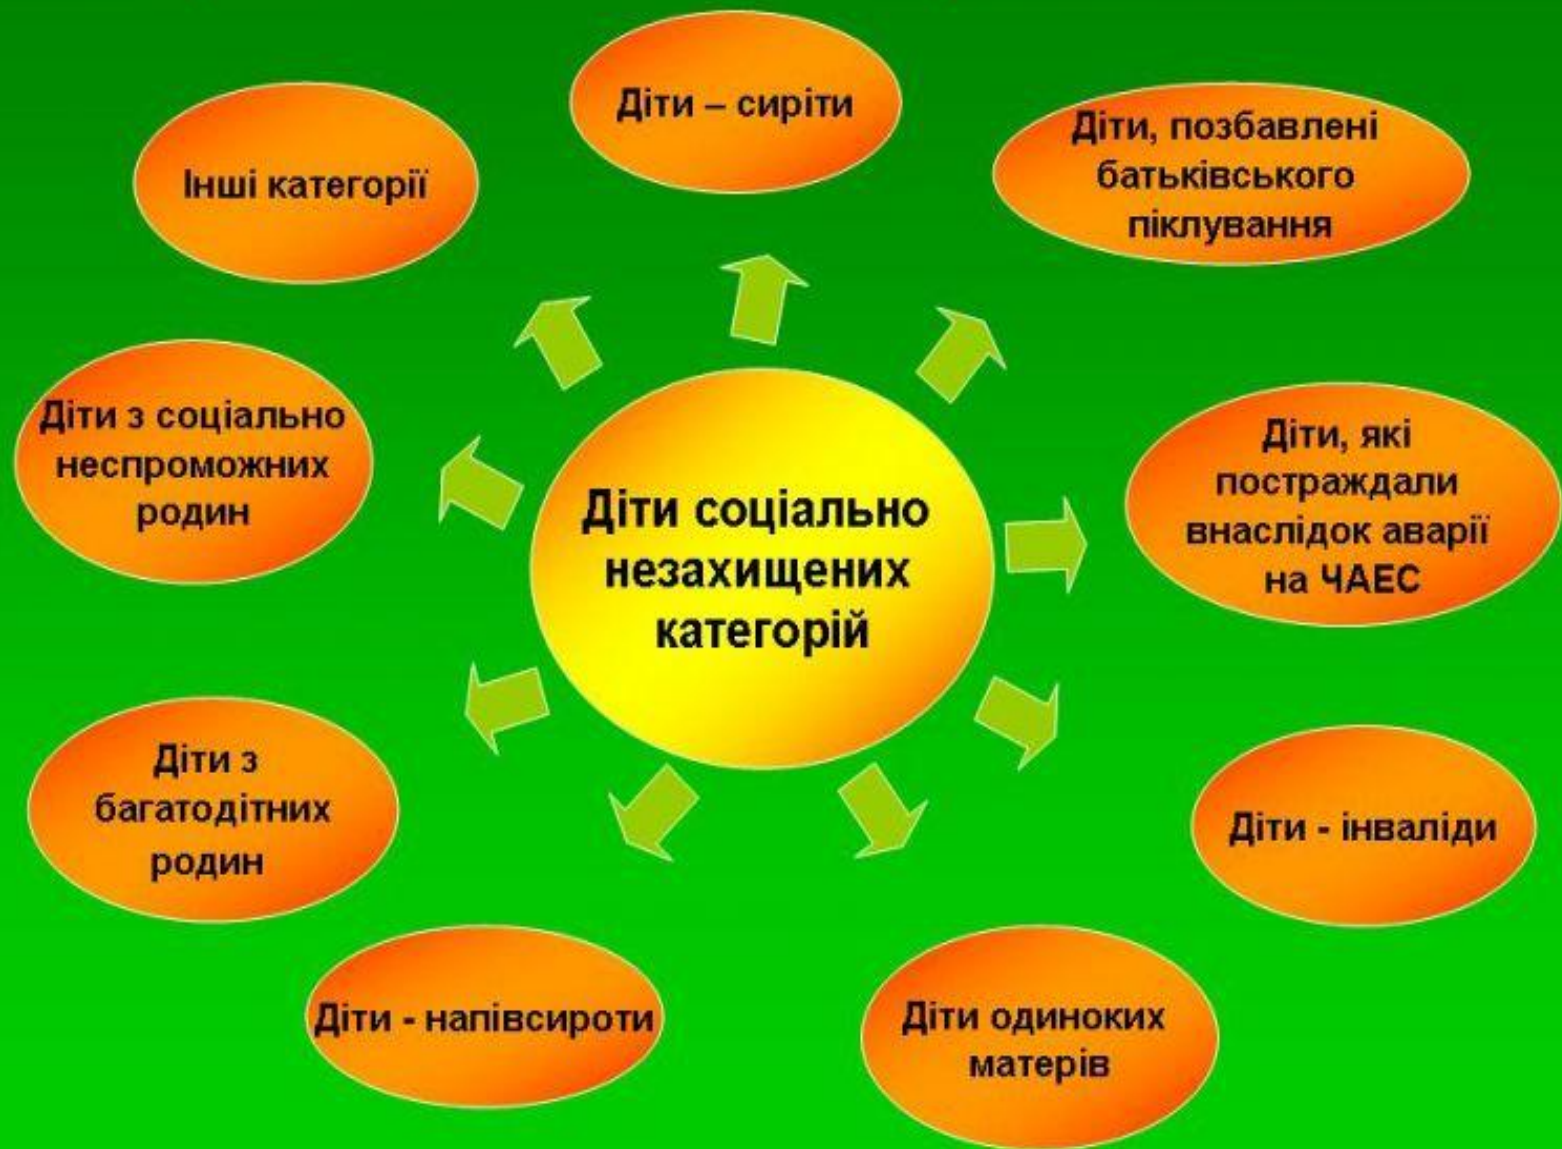 Діти – сиріти
Інші категорії
Діти, позбавлені
батьківського
піклування
Діти з соціально
неспроможних
родин
Діти соціально
незахищених
категорій
Діти, які
постраждали
внаслідок аварії
на ЧАЕС
Діти з
багатодітних
родин
Діти - інваліди
Діти - напівсироти
Діти одиноких
матерів